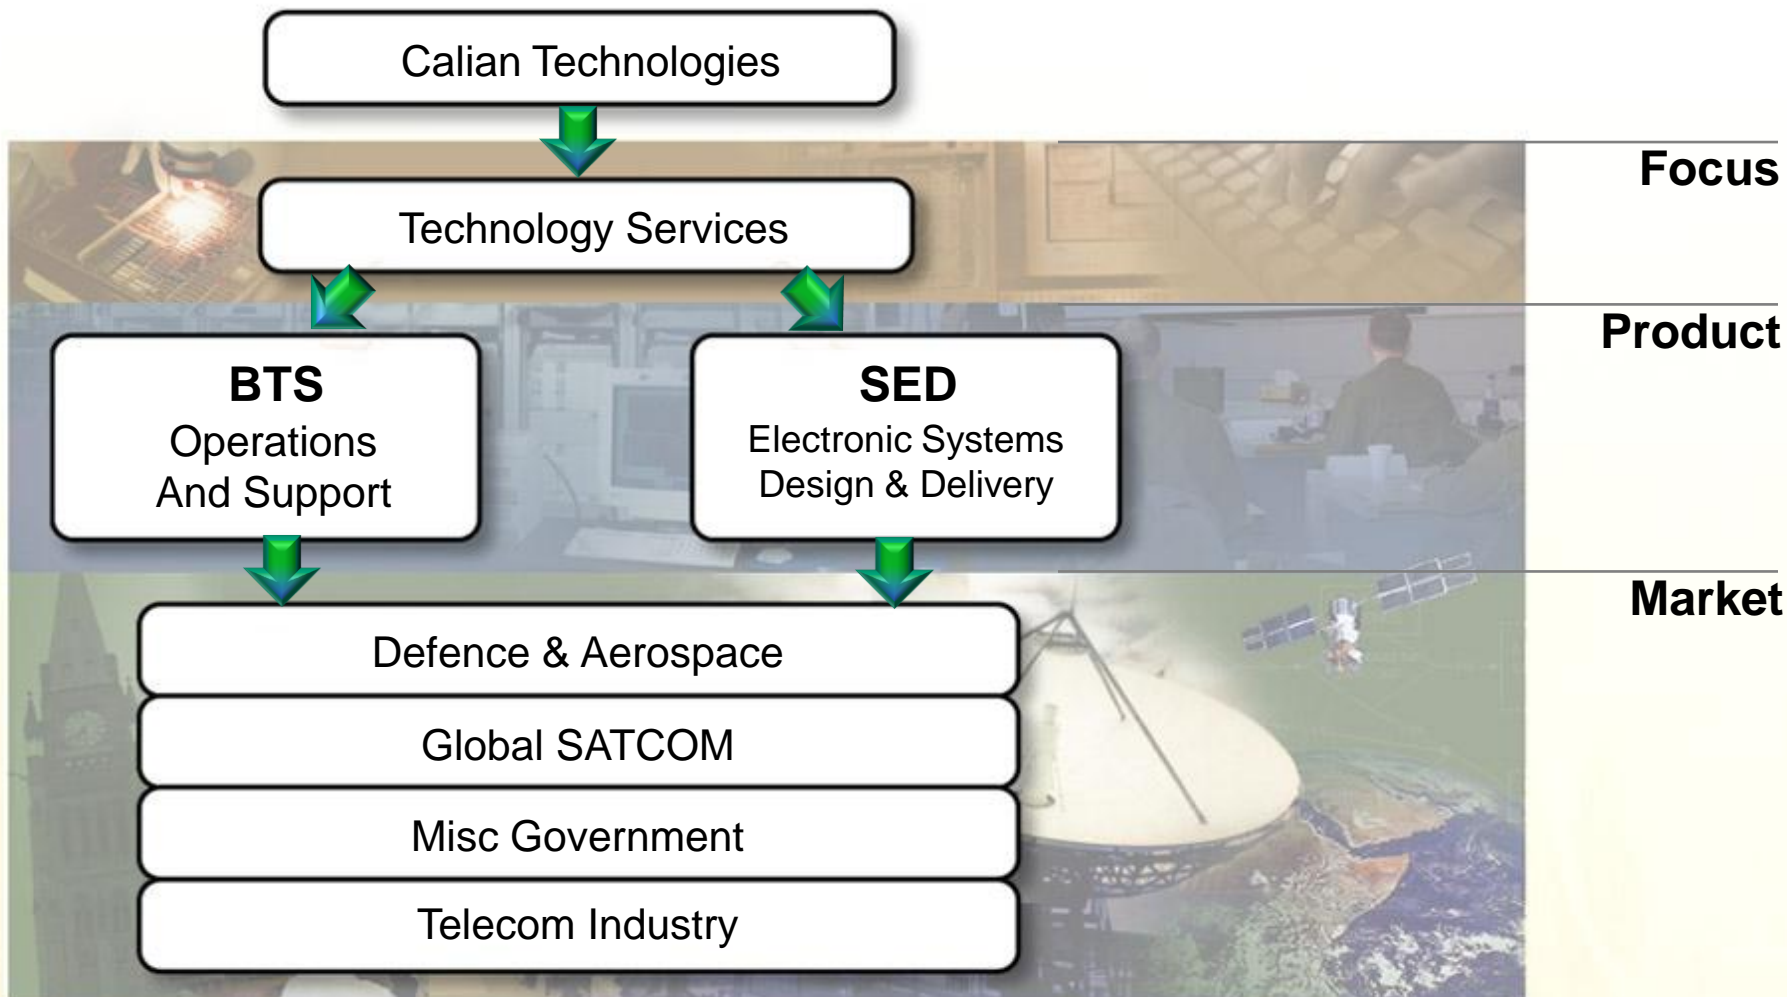 Calian Technologies
Focus
Technology Services
Product
BTS
Operations
And Support
SED
Electronic Systems
Design & Delivery
Market
Defence & Aerospace
Global SATCOM
Misc Government
Telecom Industry